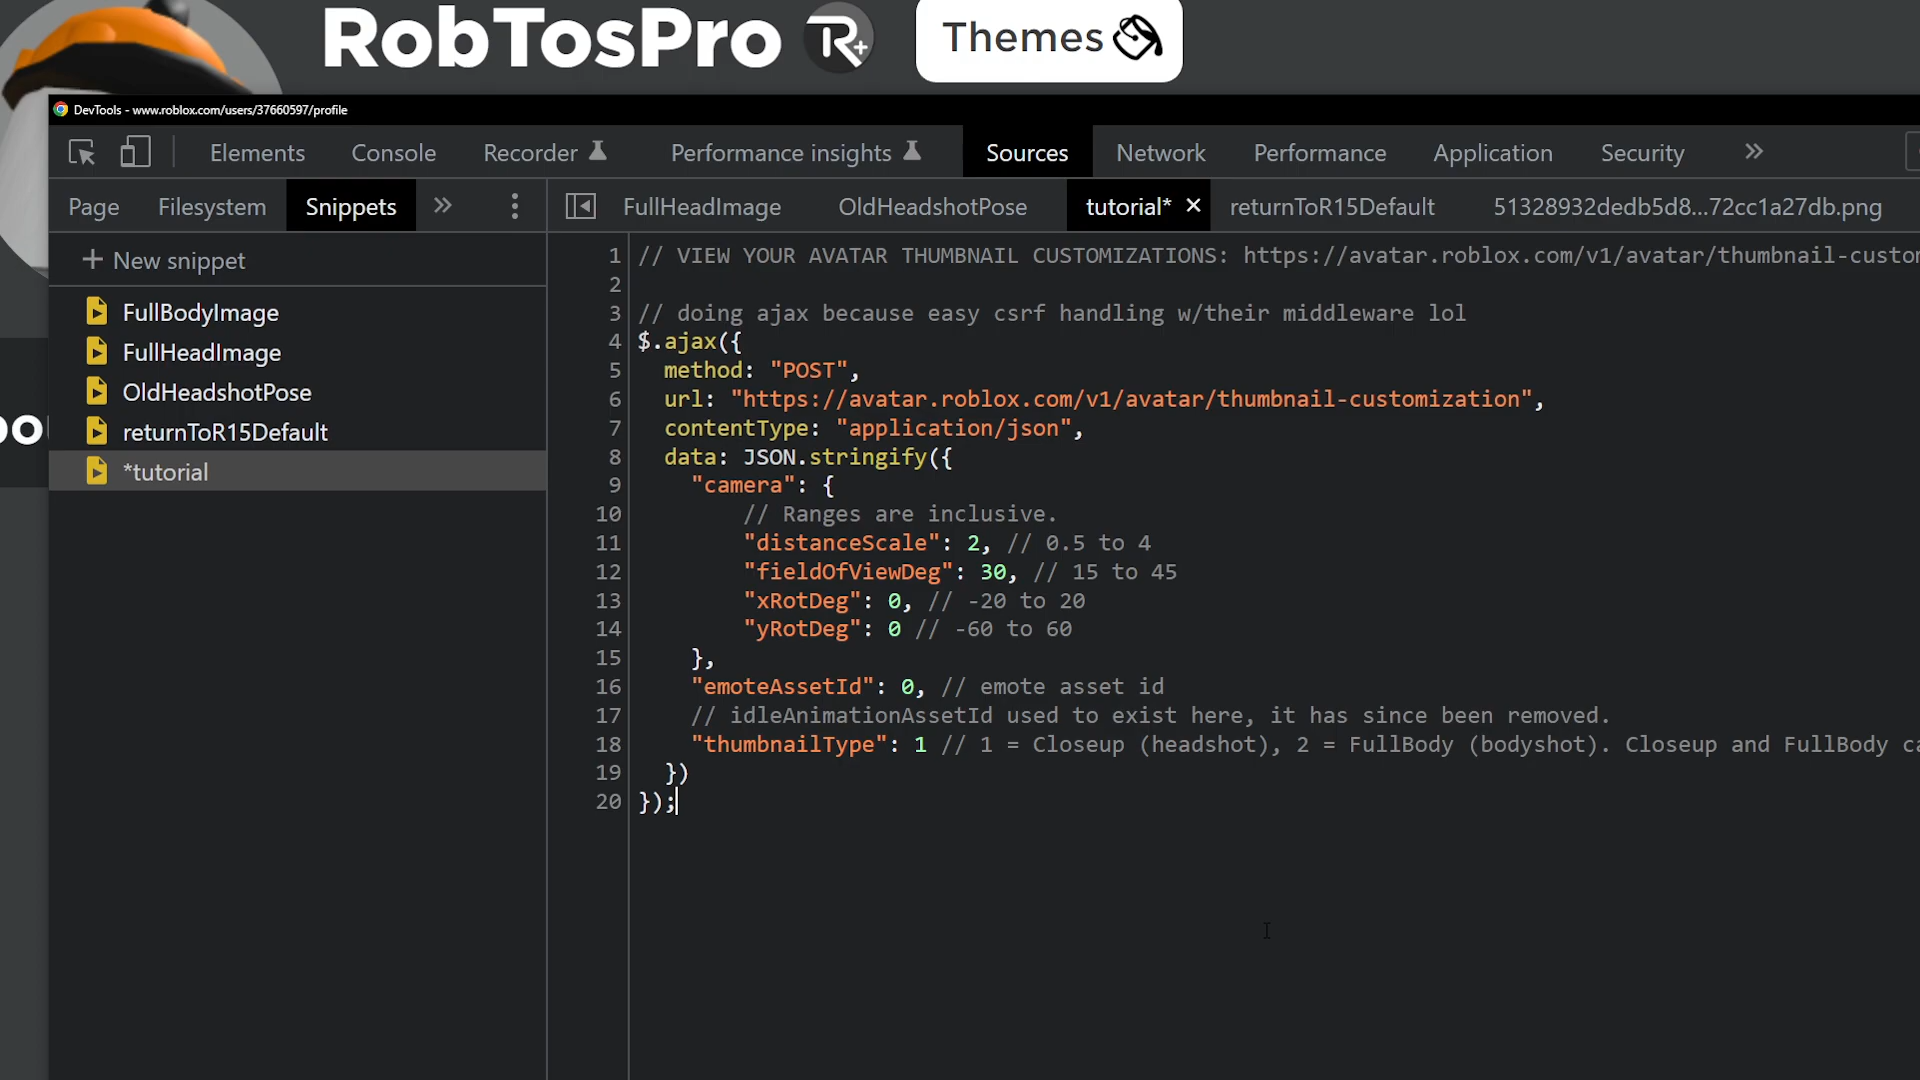 RobTosPro R+ Themes
DevTools - www.roblox.com/users/37660597/profile
Elements Console Recorder Performance insights Sources Network Performance Application Security »
Page Filesystem Snippets » FullHeadImage OldHeadshotPose tutorial* × returnToR15Default 51328932dedb5d8...72cc1a27db.png
+ New snippet
FullBodyImage
FullHeadImage
OldHeadshotPose
returnToR15Default
*tutorial
1 // VIEW YOUR AVATAR THUMBNAIL CUSTOMIZATIONS: https://avatar.roblox.com/v1/avatar/thumbnail-custo
2
3 // doing ajax because easy csrf handling w/their middleware lol
4 $.ajax({
5 method: "POST",
6 url: "https://avatar.roblox.com/v1/avatar/thumbnail-customization",
7 contentType: "application/json",
8 data: JSON.stringify({
9 "camera": {
10 // Ranges are inclusive.
11 "distanceScale": 2, // 0.5 to 4
12 "fieldOfViewDeg": 30, // 15 to 45
13 "xRotDeg": 0, // -20 to 20
14 "yRotDeg": 0 // -60 to 60
15 },
16 "emoteAssetId": 0, // emote asset id
17 // idleAnimationAssetId used to exist here, it has since been removed.
18 "thumbnailType": 1 // 1 = Closeup (headshot), 2 = FullBody (bodyshot). Closeup and FullBody
19 })
20 });